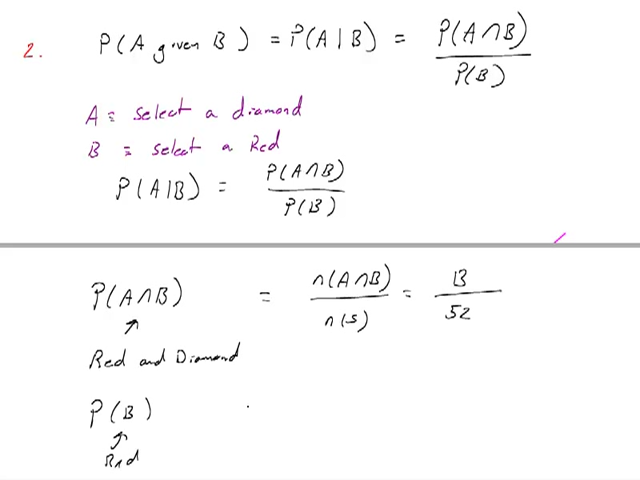 2. P(A given B) = P(A|B) = P(A∩B) / P(B)
A = select a diamond
B = select a Red
P(A|B) = P(A∩B) / P(B)
P(A∩B) = n(A∩B) / n(S) = 13 / 52
Red and Diamond
P(B)
Red